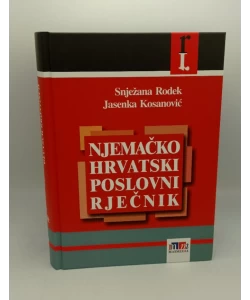 r
I.
Snježana Rodek
Jasenka Kosanović
NJEMAČKO
HRVATSKI
POSLOVNI
RJEČNIK